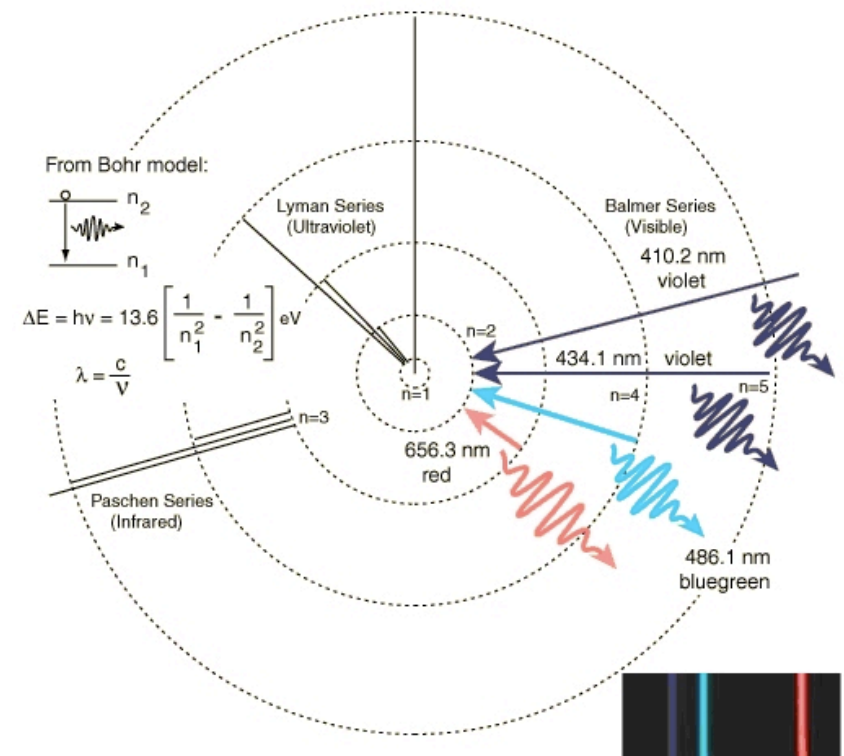 From Bohr model:
n₂
n₁
ΔE = hν = 13.6 [ 1/n₁² - 1/n₂² ] eV
λ = c/ν
Lyman Series
(Ultraviolet)
Balmer Series
(Visible)
410.2 nm
violet
n=2
434.1 nm violet
n=1
n=4
n=5
n=3
656.3 nm
red
Paschen Series
(Infrared)
486.1 nm
bluegreen